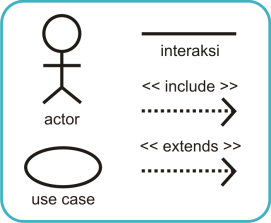 interaksi
<< include >>
actor
<< extends >>
use case